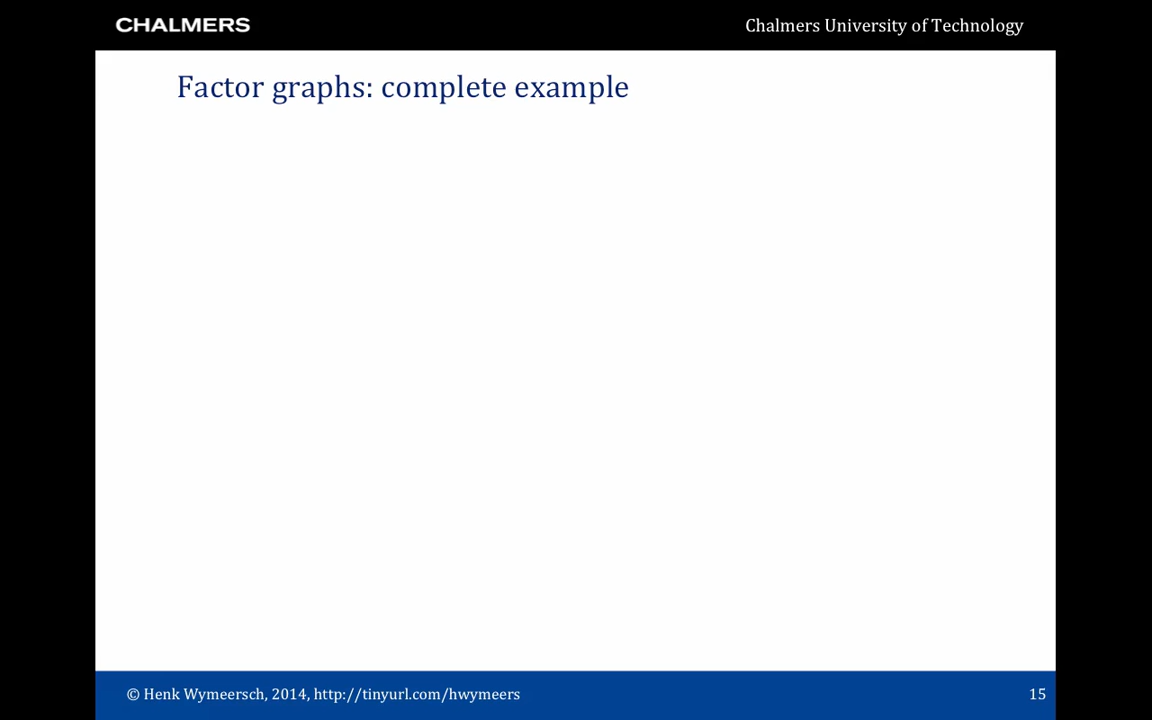 CHALMERS
Chalmers University of Technology
Factor graphs: complete example
© Henk Wymeersch, 2014, http://tinyurl.com/hwymeers
15